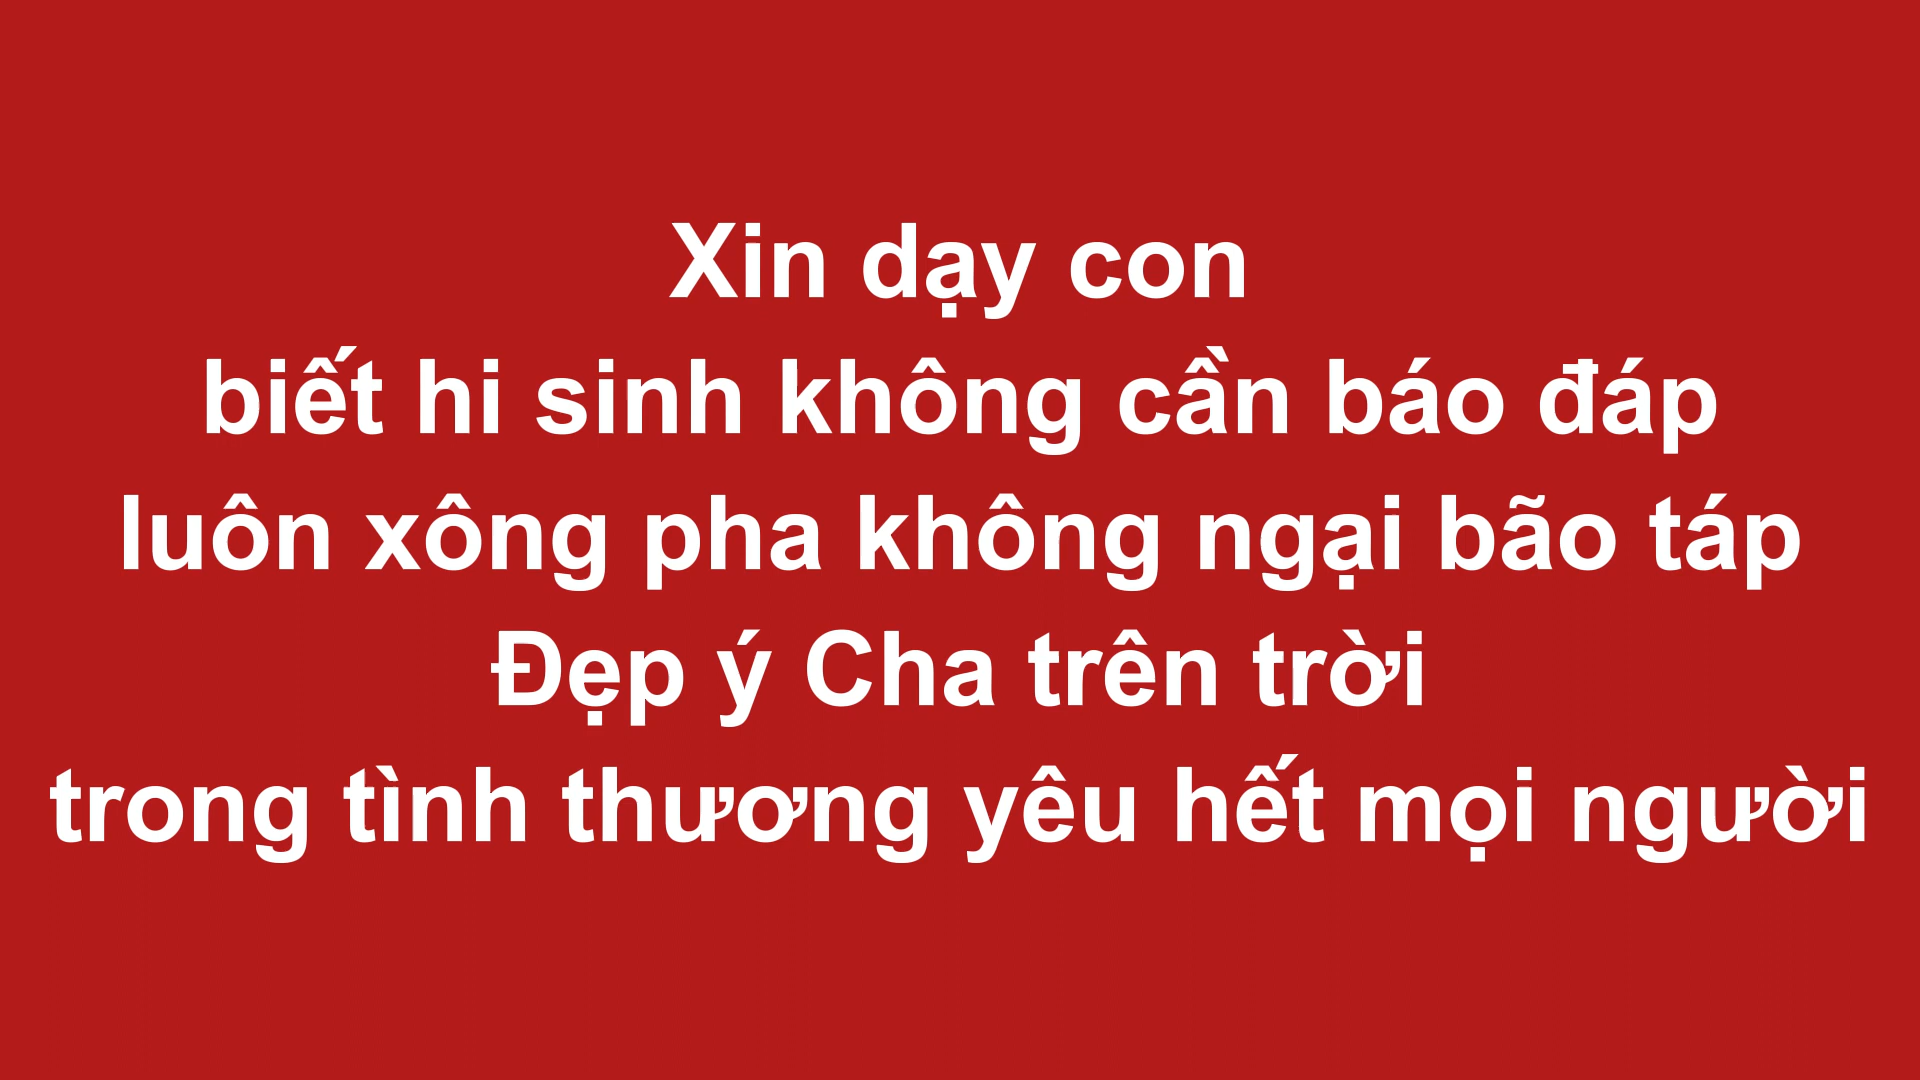 Xin dạy con
biết hi sinh không cần báo đáp
luôn xông pha không ngại bão táp
Đẹp ý Cha trên trời
trong tình thương yêu hết mọi người